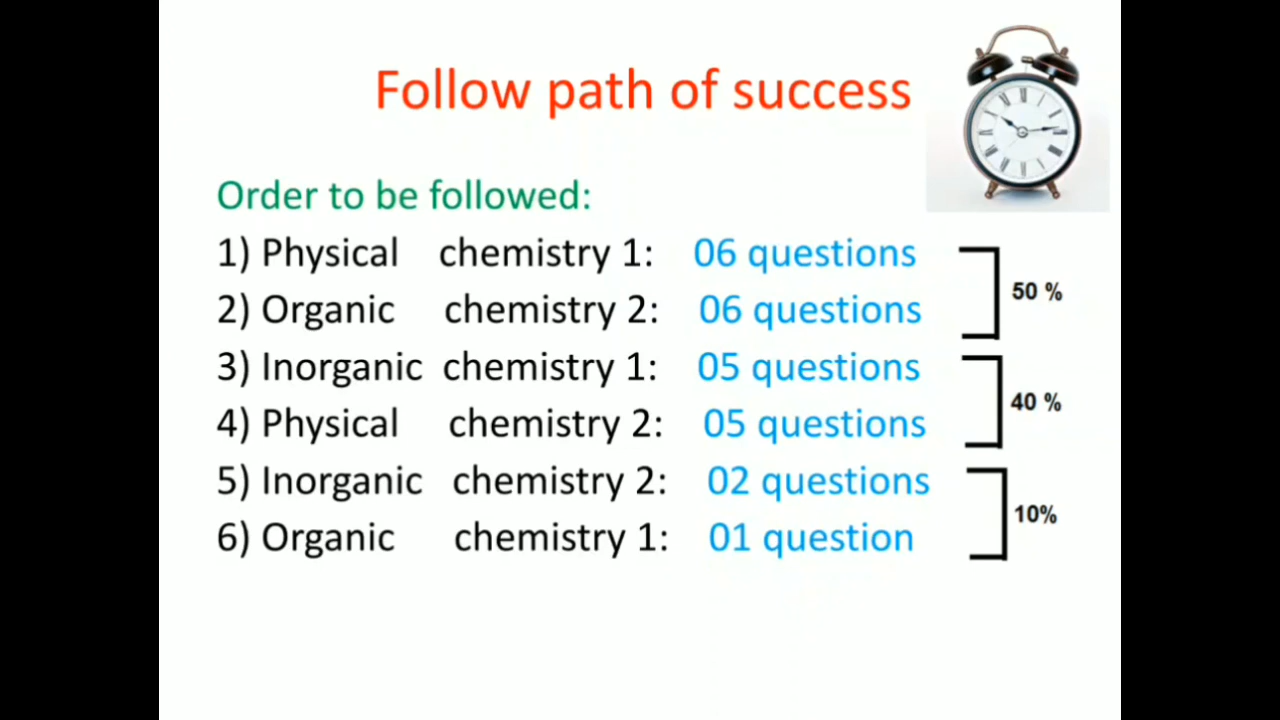 Follow path of success
Order to be followed:
1) Physical chemistry 1: 06 questions
2) Organic chemistry 2: 06 questions
50 %
3) Inorganic chemistry 1: 05 questions
4) Physical chemistry 2: 05 questions
40 %
5) Inorganic chemistry 2: 02 questions
6) Organic chemistry 1: 01 question
10%